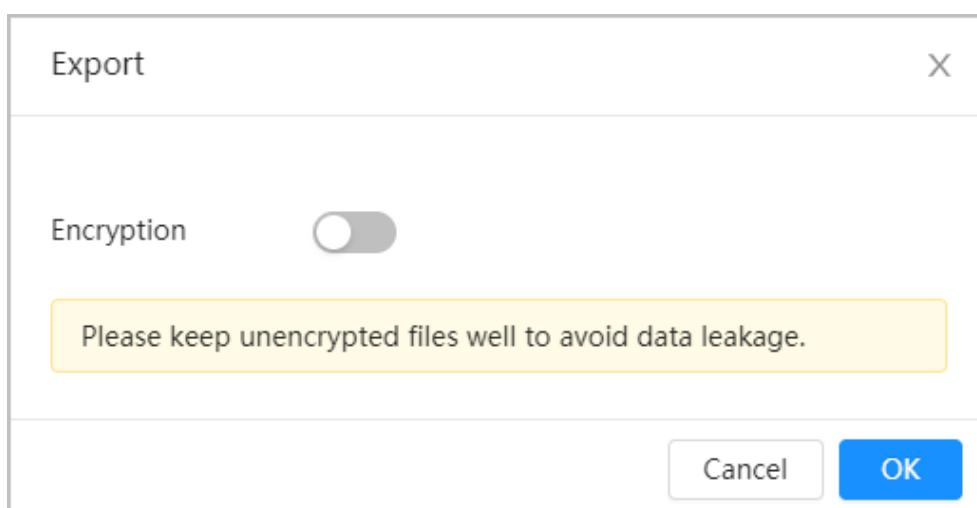 Export X
Encryption
Please keep unencrypted files well to avoid data leakage.
Cancel OK